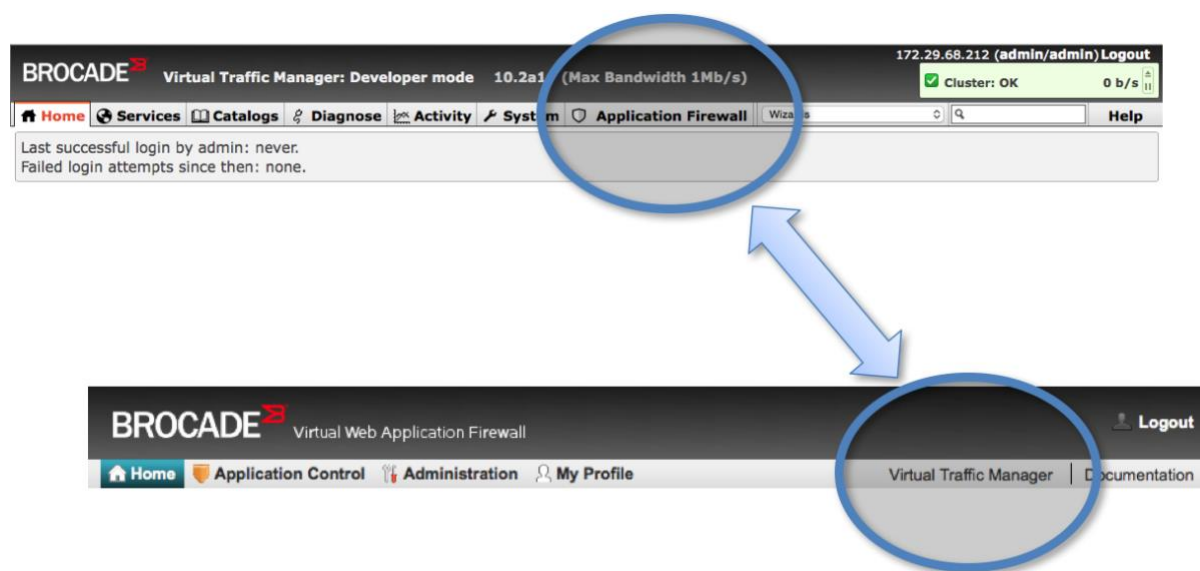 172.29.68.212 (admin/admin) Logout
BROCADE Virtual Traffic Manager: Developer mode 10.2a1 (Max Bandwidth 1Mb/s)
Cluster: OK 0 b/s
Home Services Catalogs Diagnose Activity System Application Firewall Wizards Help
Last successful login by admin: never.
Failed login attempts since then: none.
BROCADE Virtual Web Application Firewall Logout
Home Application Control Administration My Profile Virtual Traffic Manager Documentation